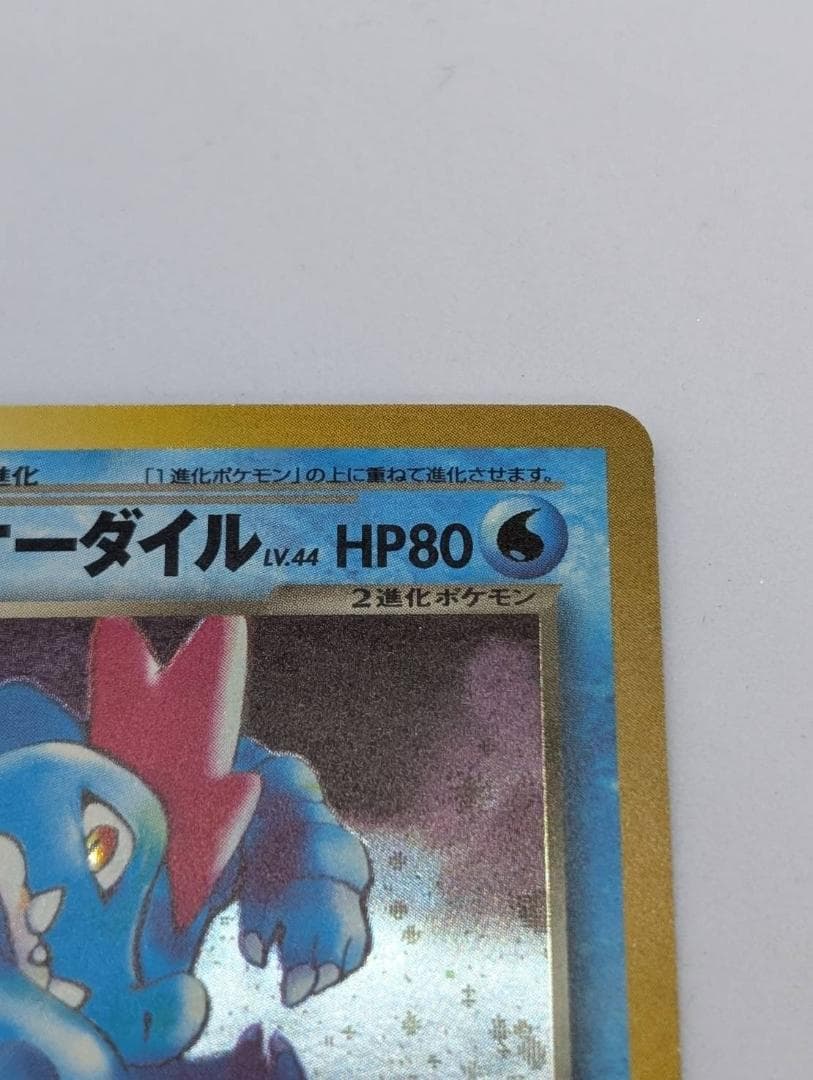 進化 「1進化ポケモン」の上に重ねて進化させます。
ーダイル LV.44 HP80
2進化ポケモン